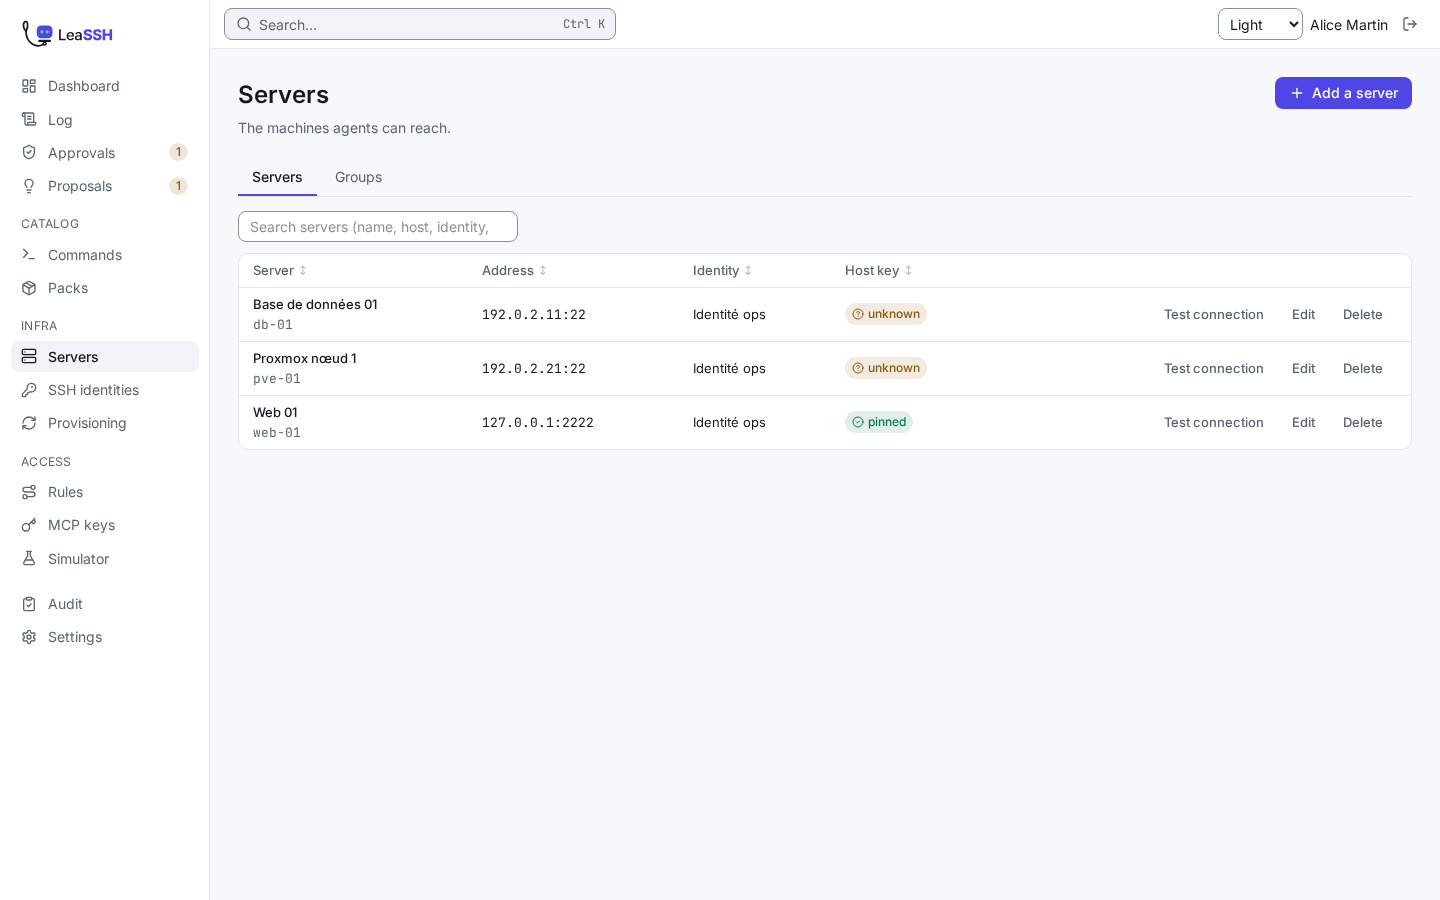 LeaSSH
Search... Ctrl K
Light
Alice Martin
Dashboard
Log
Approvals 1
Proposals 1
CATALOG
Commands
Packs
INFRA
Servers
SSH identities
Provisioning
ACCESS
Rules
MCP keys
Simulator
Audit
Settings
Servers
Add a server
The machines agents can reach.
Servers Groups
Search servers (name, host, identity,
Server Address Identity Host key
Base de données 01
db-01
192.0.2.11:22 Identité ops unknown Test connection Edit Delete
Proxmox nœud 1
pve-01
192.0.2.21:22 Identité ops unknown Test connection Edit Delete
Web 01
web-01
127.0.0.1:2222 Identité ops pinned Test connection Edit Delete